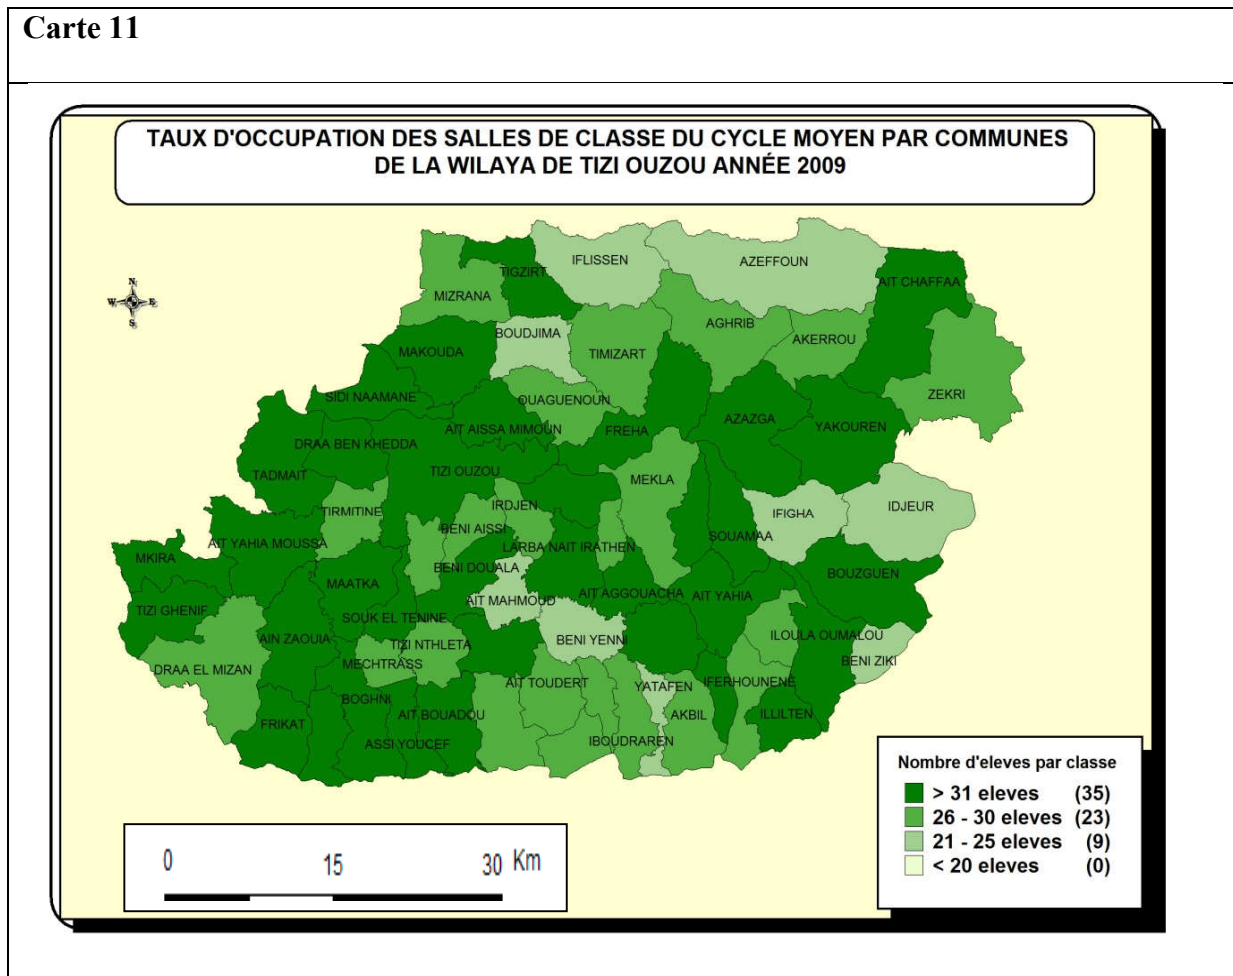 Carte 11
TAUX D'OCCUPATION DES SALLES DE CLASSE DU CYCLE MOYEN PAR COMMUNES
DE LA WILAYA DE TIZI OUZOU ANNÉE 2009
N
W E
S
IFLISSEN
AZEFFOUN
TIGZIRT
AIT CHAFFAA
MIZRANA
AGHRIB
BOUDJIMA
AKERROU
MAKOUDA
TIMIZART
ZEKRI
SIDI NAAMANE
OUAGUENOUN
AZAZGA
YAKOUREN
AIT AISSA MIMOUN
FREHA
DRAA BEN KHEDDA
TIZI OUZOU
TADMAIT
MEKLA
IRDJEN
IDJEUR
TIRMITINE
IFIGHA
BENI AISSI
SOUAMAA
AIT YAHIA MOUSSA
LARBA NAIT IRATHEN
MKIRA
BENI DOUALA
BOUZGUEN
MAATKA
AIT AGGOUACHA
AIT YAHIA
AIT MAHMOUD
TIZI GHENIF
SOUK EL TENINE
ILOULA OUMALOU
AIN ZAOUIA
TIZI NTHLETA
BENI YENNI
BENI ZIKI
MECHTRASS
DRAA EL MIZAN
AIT TOUDERT
YATAFEN
IFERHOUNENE
BOGHNI
AIT BOUADOU
AKBIL
ILLILTEN
FRIKAT
ASSI YOUCEF
IBOUDRAREN
Nombre d'eleves par classe
> 31 eleves (35)
26 - 30 eleves (23)
21 - 25 eleves (9)
< 20 eleves (0)
0 15 30 Km